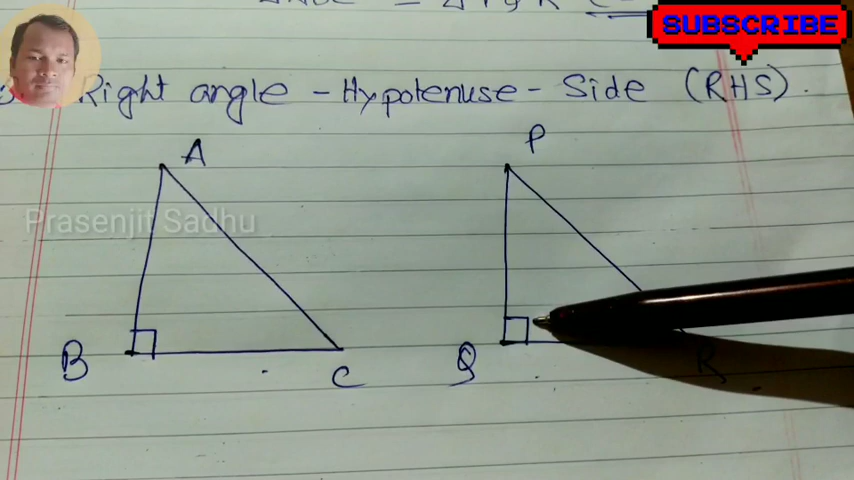 SUBSCRIBE
Right angle - Hypotenuse - Side (RHS).
A
P
Prasenjit Sadhu
B
C
Q
R